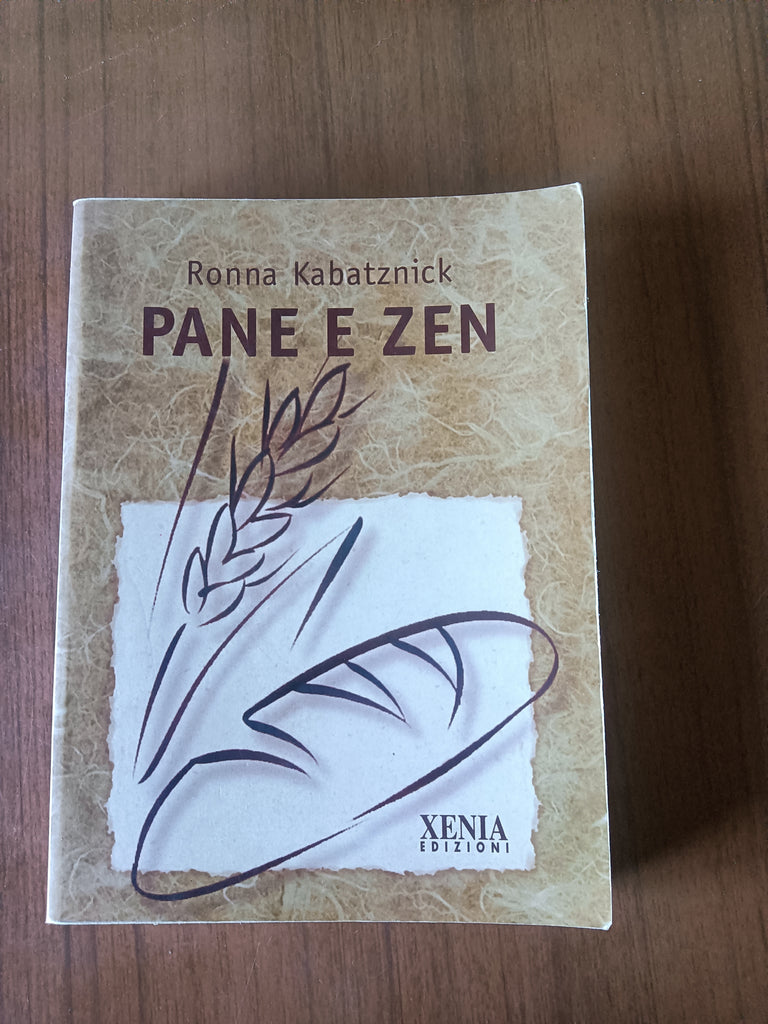 Ronna Kabatznick
PANE E ZEN
XENIA
EDIZIONI